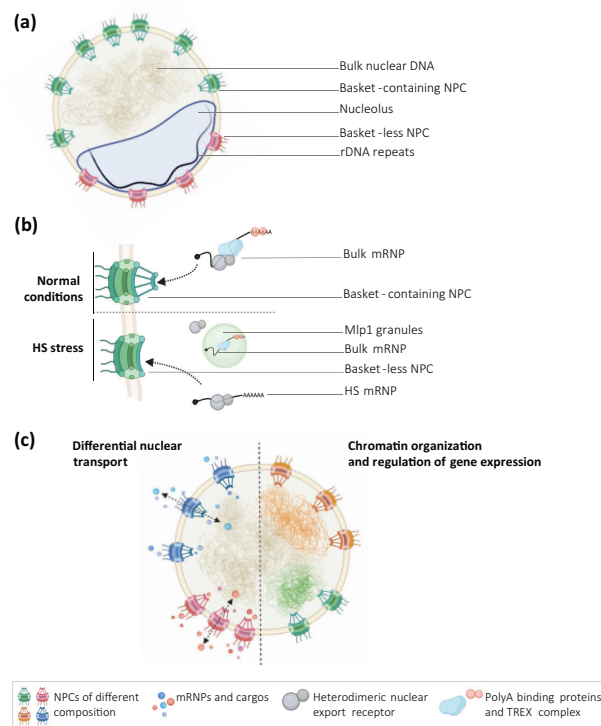 (a)
Bulk nuclear DNA
Basket-containing NPC
Nucleolus
Basket-less NPC
rDNA repeats
(b)
AAAAAA
Bulk mRNP
Normal
conditions
Basket-containing NPC
HS stress
Mlp1 granules
Bulk mRNP
Basket-less NPC
AAAAAA
HS mRNP
(c)
Differential nuclear
transport
Chromatin organization
and regulation of gene expression
NPCs of different
composition
mRNPs and cargos
Heterodimeric nuclear
export receptor
PolyA binding proteins
and TREX complex